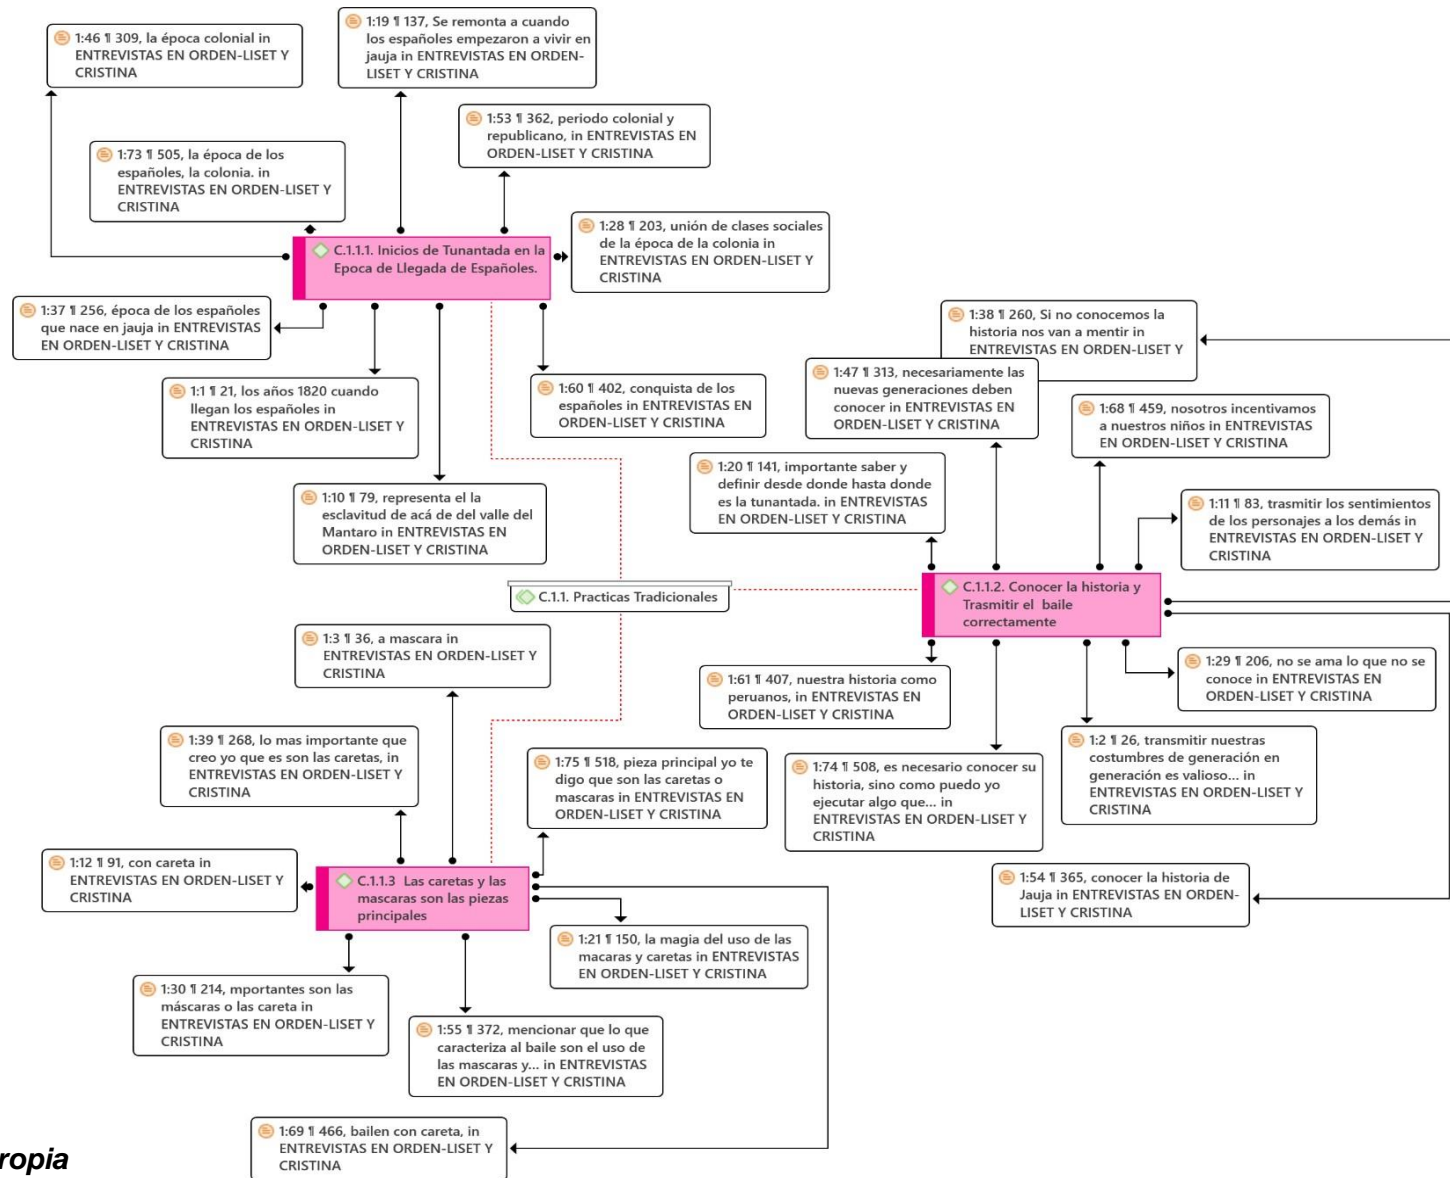 1:46 ¶ 309, la época colonial in
ENTREVISTAS EN ORDEN-LISET Y
CRISTINA
1:19 ¶ 137, Se remonta a cuando
los españoles empezaron a vivir en
jauja in ENTREVISTAS EN ORDEN-
LISET Y CRISTINA
1:53 ¶ 362, periodo colonial y
republicano, in ENTREVISTAS EN
ORDEN-LISET Y CRISTINA
1:73 ¶ 505, la época de los
españoles, la colonia. in
ENTREVISTAS EN ORDEN-LISET Y
CRISTINA
1:28 ¶ 203, unión de clases sociales
de la época de la colonia in
ENTREVISTAS EN ORDEN-LISET Y
CRISTINA
C.1.1.1. Inicios de Tunantada en la
Epoca de Llegada de Españoles.
1:37 ¶ 256, época de los españoles
que nace en jauja in ENTREVISTAS
EN ORDEN-LISET Y CRISTINA
1:1 ¶ 21, los años 1820 cuando
llegan los españoles in
ENTREVISTAS EN ORDEN-LISET Y
CRISTINA
1:60 ¶ 402, conquista de los
españoles in ENTREVISTAS EN
ORDEN-LISET Y CRISTINA
1:10 ¶ 79, representa el la
esclavitud de acá de del valle del
Mantaro in ENTREVISTAS EN
ORDEN-LISET Y CRISTINA
1:38 ¶ 260, Si no conocemos la
historia nos van a mentir in
ENTREVISTAS EN ORDEN-LISET Y
1:47 ¶ 313, necesariamente las
nuevas generaciones deben
conocer in ENTREVISTAS EN
ORDEN-LISET Y CRISTINA
1:68 ¶ 459, nosotros incentivamos
a nuestros niños in ENTREVISTAS
EN ORDEN-LISET Y CRISTINA
1:20 ¶ 141, importante saber y
definir desde donde hasta donde
es la tunantada. in ENTREVISTAS
EN ORDEN-LISET Y CRISTINA
1:11 ¶ 83, trasmitir los sentimientos
de los personajes a los demás in
ENTREVISTAS EN ORDEN-LISET Y
CRISTINA
C.1.1. Practicas Tradicionales
C.1.1.2. Conocer la historia y
Trasmitir el baile
correctamente
1:61 ¶ 407, nuestra historia como
peruanos, in ENTREVISTAS EN
ORDEN-LISET Y CRISTINA
1:29 ¶ 206, no se ama lo que no se
conoce in ENTREVISTAS EN
ORDEN-LISET Y CRISTINA
1:74 ¶ 508, es necesario conocer su
historia, sino como puedo yo
ejecutar algo que... in
ENTREVISTAS EN ORDEN-LISET Y
CRISTINA
1:2 ¶ 26, transmitir nuestras
costumbres de generación en
generación es valioso... in
ENTREVISTAS EN ORDEN-LISET Y
CRISTINA
1:54 ¶ 365, conocer la historia de
Jauja in ENTREVISTAS EN ORDEN-
LISET Y CRISTINA
1:3 ¶ 36, a mascara in
ENTREVISTAS EN ORDEN-LISET Y
CRISTINA
1:39 ¶ 268, lo mas importante que
creo yo que es son las caretas, in
ENTREVISTAS EN ORDEN-LISET Y
CRISTINA
1:75 ¶ 518, pieza principal yo te
digo que son las caretas o
mascaras in ENTREVISTAS EN
ORDEN-LISET Y CRISTINA
1:12 ¶ 91, con careta in
ENTREVISTAS EN ORDEN-LISET Y
CRISTINA
C.1.1.3 Las caretas y las
mascaras son las piezas
principales
1:21 ¶ 150, la magia del uso de las
macaras y caretas in ENTREVISTAS
EN ORDEN-LISET Y CRISTINA
1:30 ¶ 214, mportantes son las
máscaras o las careta in
ENTREVISTAS EN ORDEN-LISET Y
CRISTINA
1:55 ¶ 372, mencionar que lo que
caracteriza al baile son el uso de
las mascaras y... in ENTREVISTAS
EN ORDEN-LISET Y CRISTINA
1:69 ¶ 466, bailen con careta, in
ENTREVISTAS EN ORDEN-LISET Y
CRISTINA
ropia